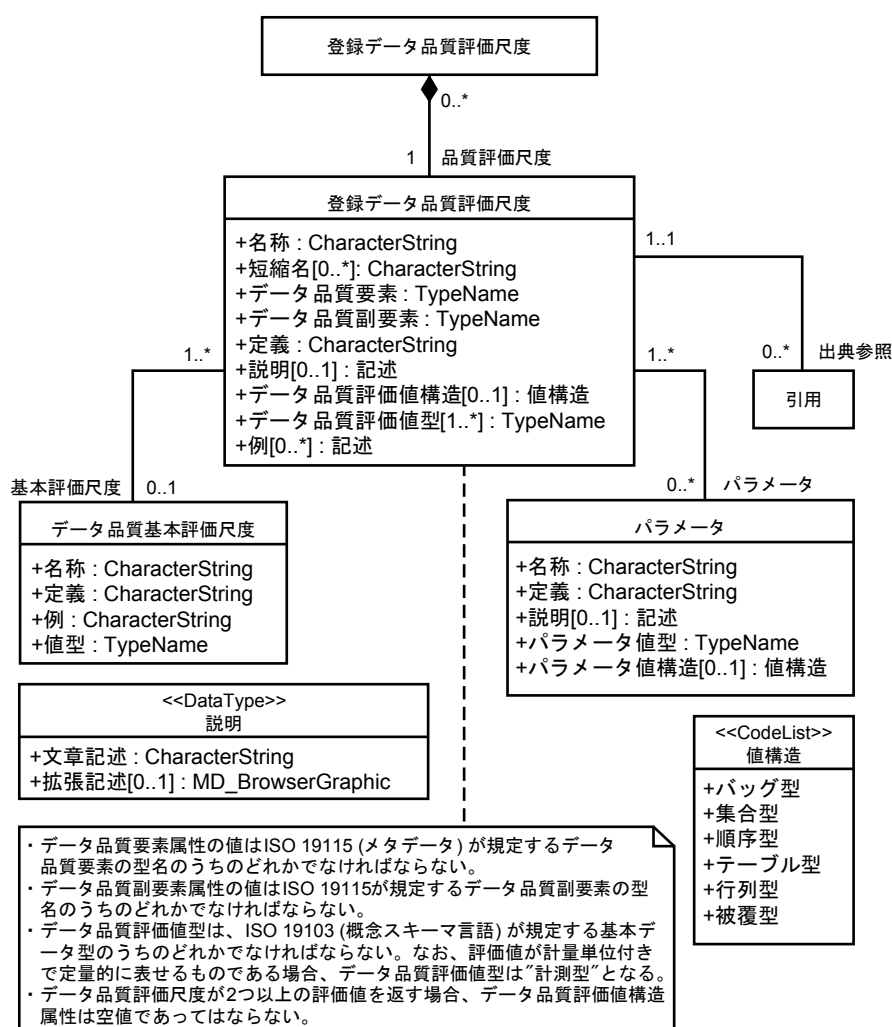 登録データ品質評価尺度
0..*
1 品質評価尺度
登録データ品質評価尺度
+名称 : CharacterString
+短縮名[0..*]: CharacterString
+データ品質要素 : TypeName
+データ品質副要素 : TypeName
+定義 : CharacterString
+説明[0..1] : 記述
+データ品質評価値構造[0..1] : 値構造
+データ品質評価値型[1..*] : TypeName
+例[0..*] : 記述
1..1
0..* 出典参照
引用
1..*
基本評価尺度 0..1
データ品質基本評価尺度
+名称 : CharacterString
+定義 : CharacterString
+例 : CharacterString
+値型 : TypeName
1..*
0..* パラメータ
パラメータ
+名称 : CharacterString
+定義 : CharacterString
+説明[0..1] : 記述
+パラメータ値型 : TypeName
+パラメータ値構造[0..1] : 値構造
<<DataType>>
説明
+文章記述 : CharacterString
+拡張記述[0..1] : MD_BrowserGraphic
<<CodeList>>
値構造
+バッグ型
+集合型
+順序型
+テーブル型
+行列型
+被覆型
・データ品質要素属性の値はISO 19115 (メタデータ) が規定するデータ
品質要素の型名のうちのどれかでなければならない。
・データ品質副要素属性の値はISO 19115が規定するデータ品質副要素の型
名のうちのどれかでなければならない。
・データ品質評価値型は、ISO 19103 (概念スキーマ言語) が規定する基本デ
ータ型のうちのどれかでなければならない。なお、評価値が計量単位付き
で定量的に表せるものである場合、データ品質評価値型は″計測型″となる。
・データ品質評価尺度が2つ以上の評価値を返す場合、データ品質評価値構造
属性は空値であってはならない。